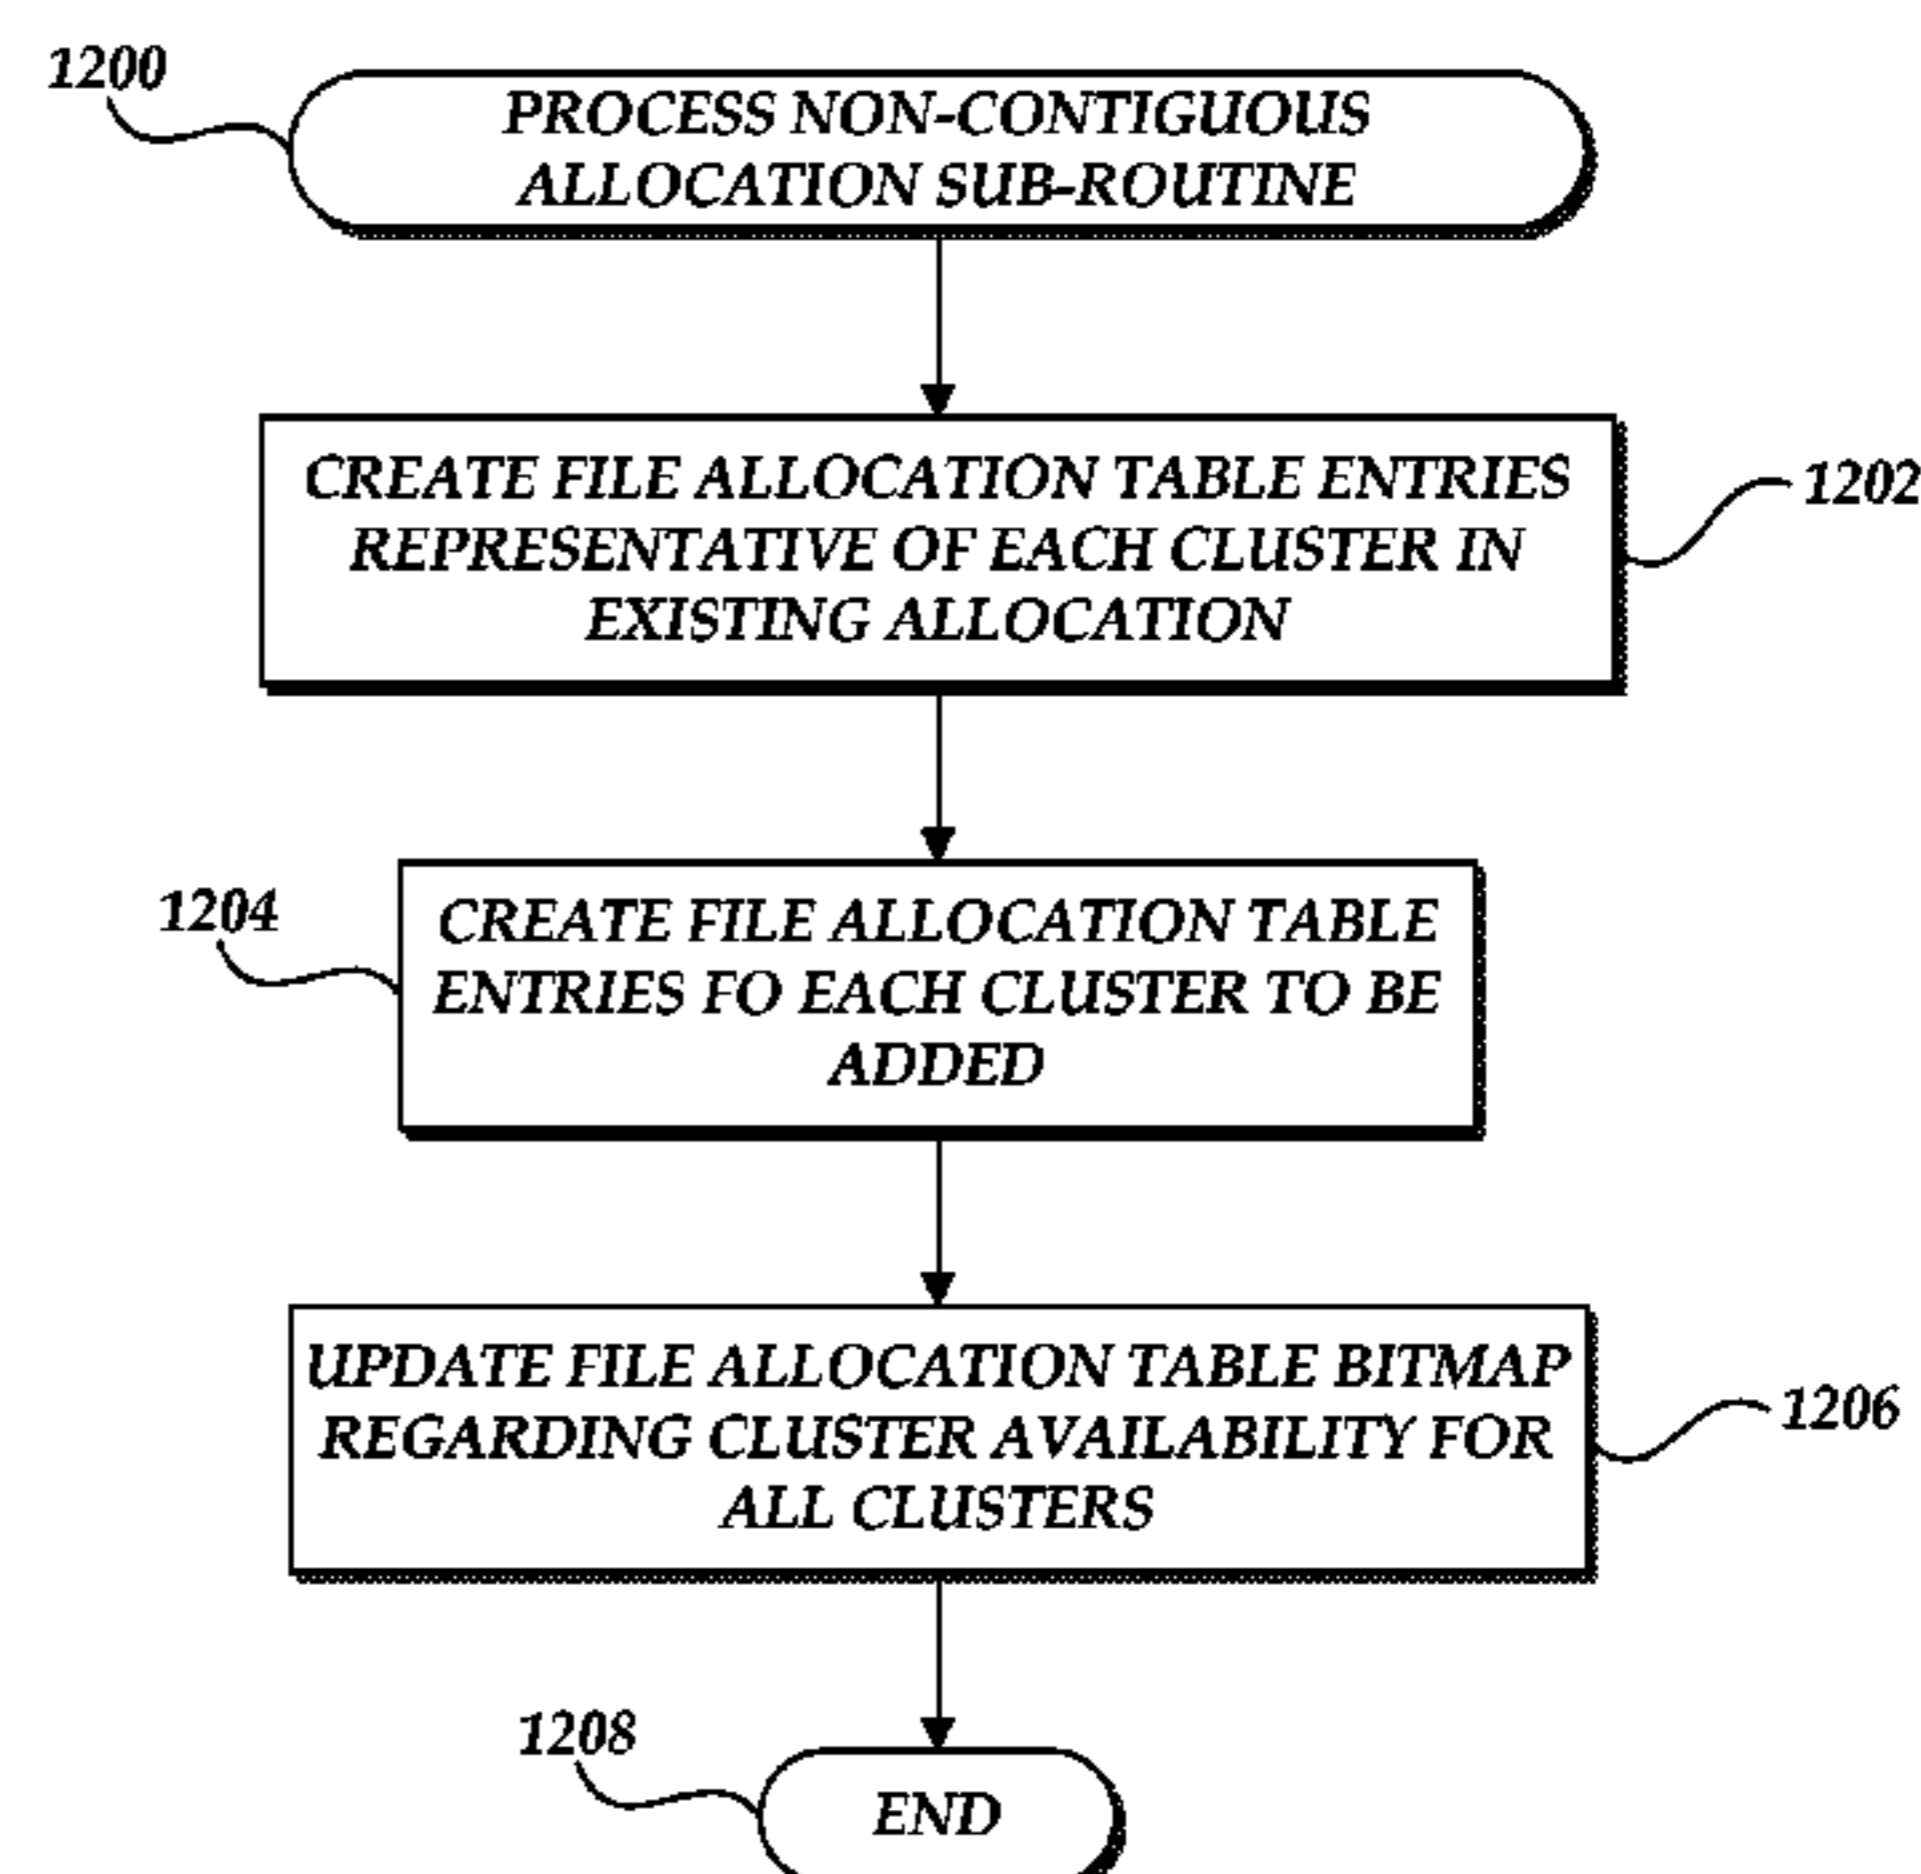 1200
PROCESS NON-CONTIGUOUS
ALLOCATION SUB-ROUTINE
CREATE FILE ALLOCATION TABLE ENTRIES
REPRESENTATIVE OF EACH CLUSTER IN
EXISTING ALLOCATION
1202
1204
CREATE FILE ALLOCATION TABLE
ENTRIES FO EACH CLUSTER TO BE
ADDED
UPDATE FILE ALLOCATION TABLE BITMAP
REGARDING CLUSTER AVAILABILITY FOR
ALL CLUSTERS
1206
1208
END